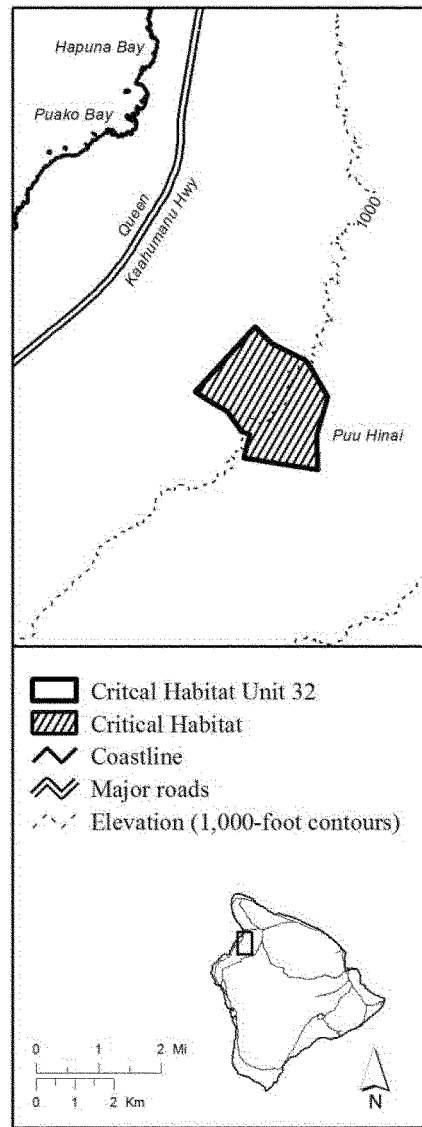 Hapuna Bay
Puako Bay
Queen
Kaahumanu Hwy
1000
Puu Hinai
Critcal Habitat Unit 32
Critical Habitat
Coastline
Major roads
Elevation (1,000-foot contours)
0 1 2 Mi
0 1 2 Km
N